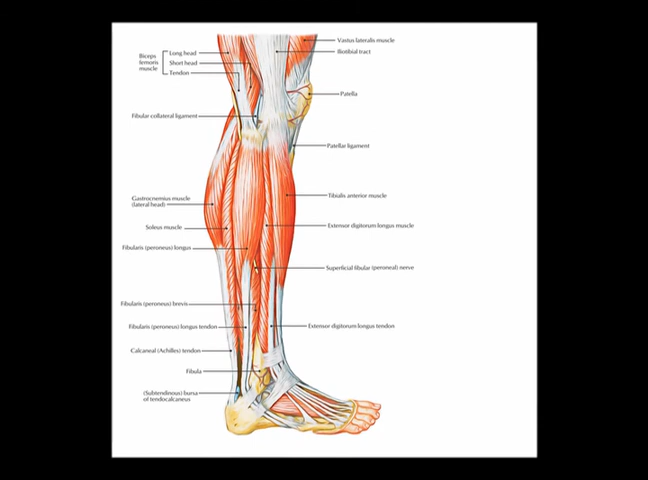 Vastus lateralis muscle
Long head
Iliotibial tract
Biceps
femoris
muscle
Short head
Tendon
Patella
Fibular collateral ligament
Patellar ligament
Tibialis anterior muscle
Gastrocnemius muscle
(lateral head)
Extensor digitorum longus muscle
Soleus muscle
Fibularis (peroneus) longus
Superficial fibular (peroneal) nerve
Fibularis (peroneus) brevis
Fibularis (peroneus) longus tendon
Extensor digitorum longus tendon
Calcaneal (Achilles) tendon
Fibula
(Subtendinous) bursa
of tendocalcaneus